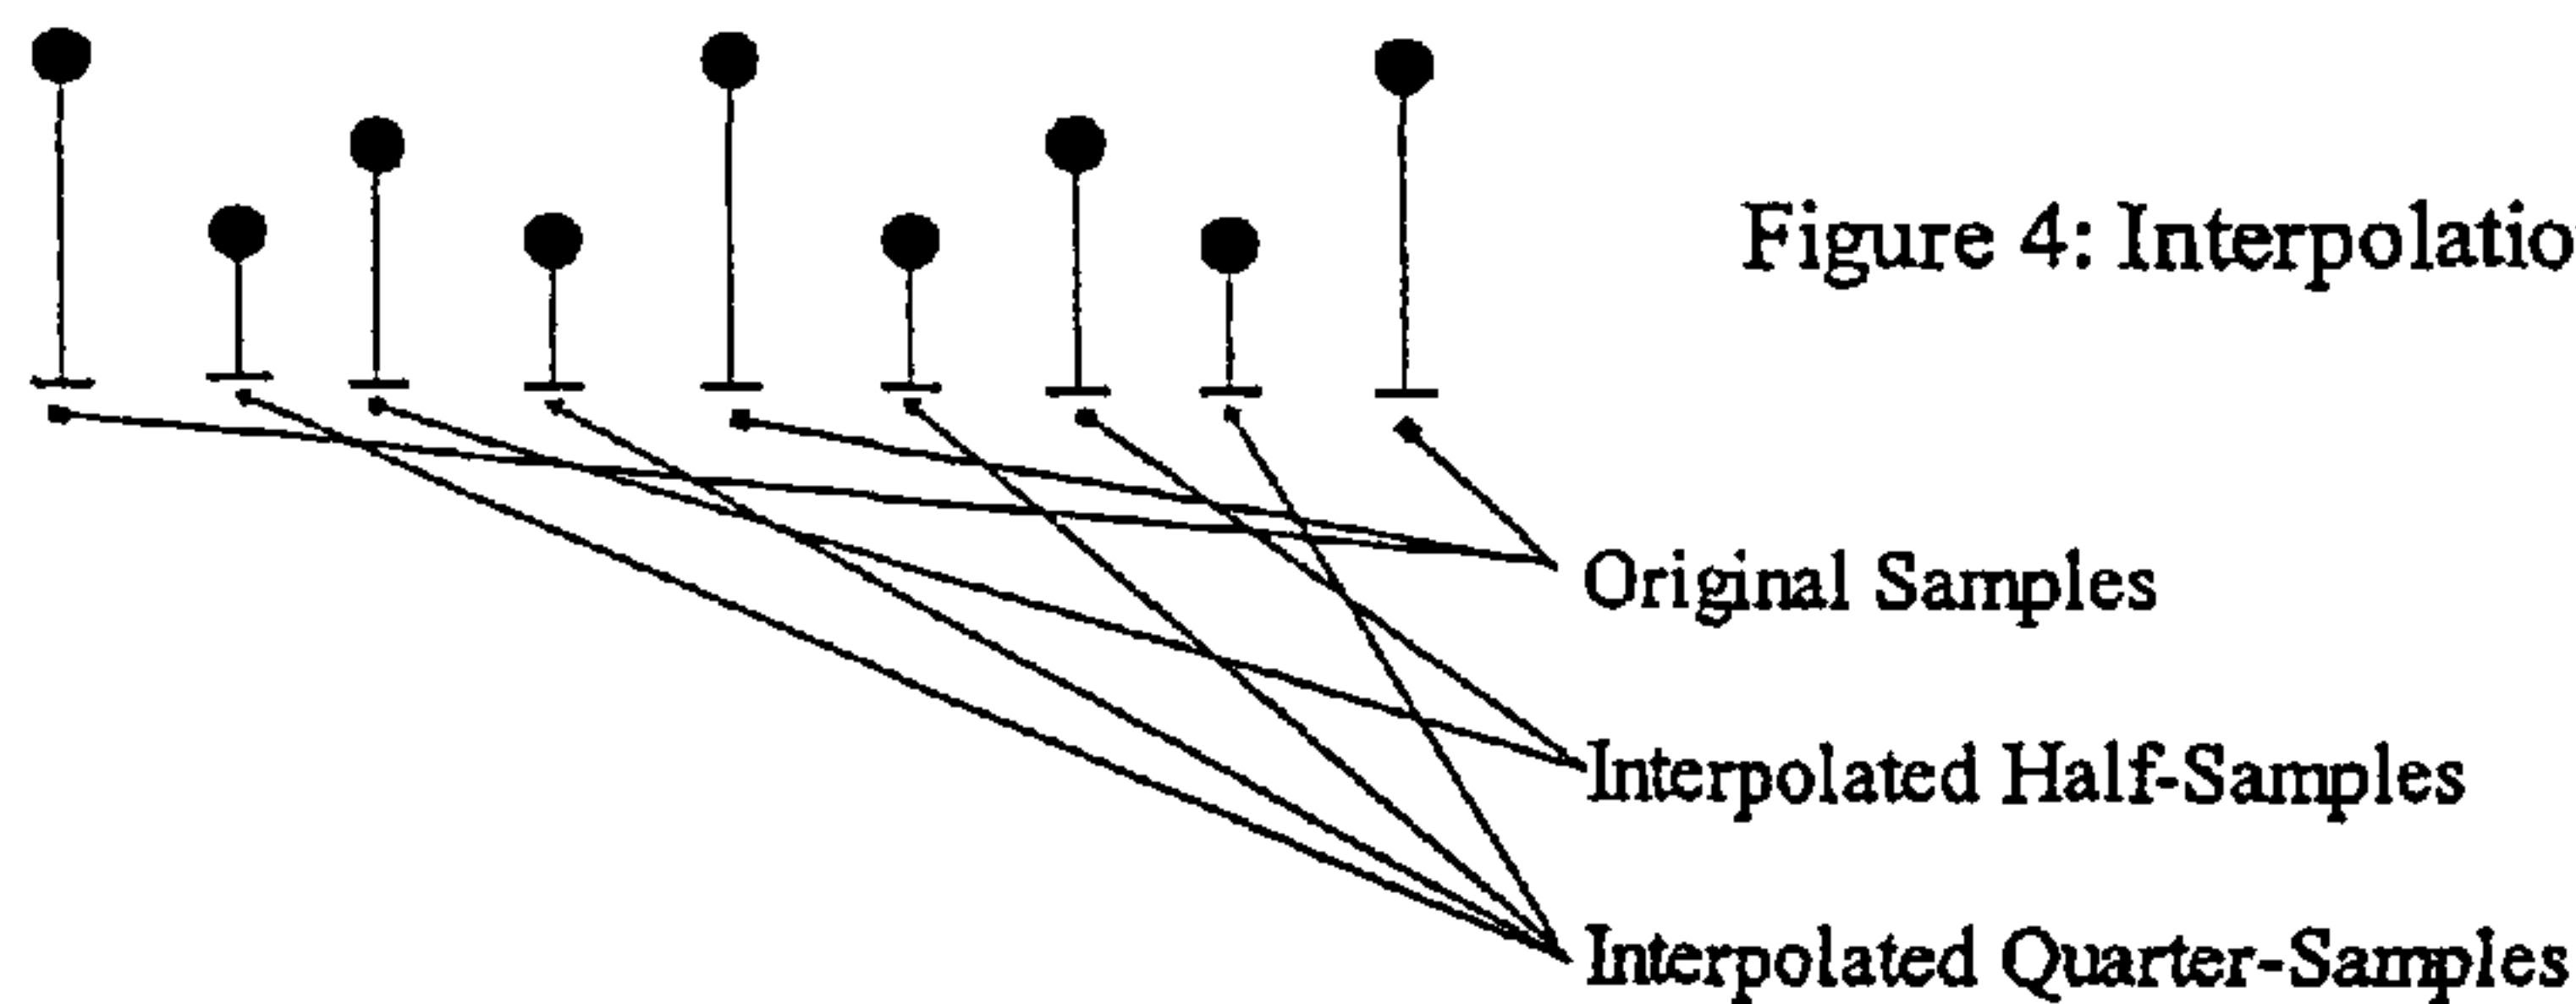 Figure 4: Interpolatio
Original Samples
Interpolated Half-Samples
Interpolated Quarter-Samples